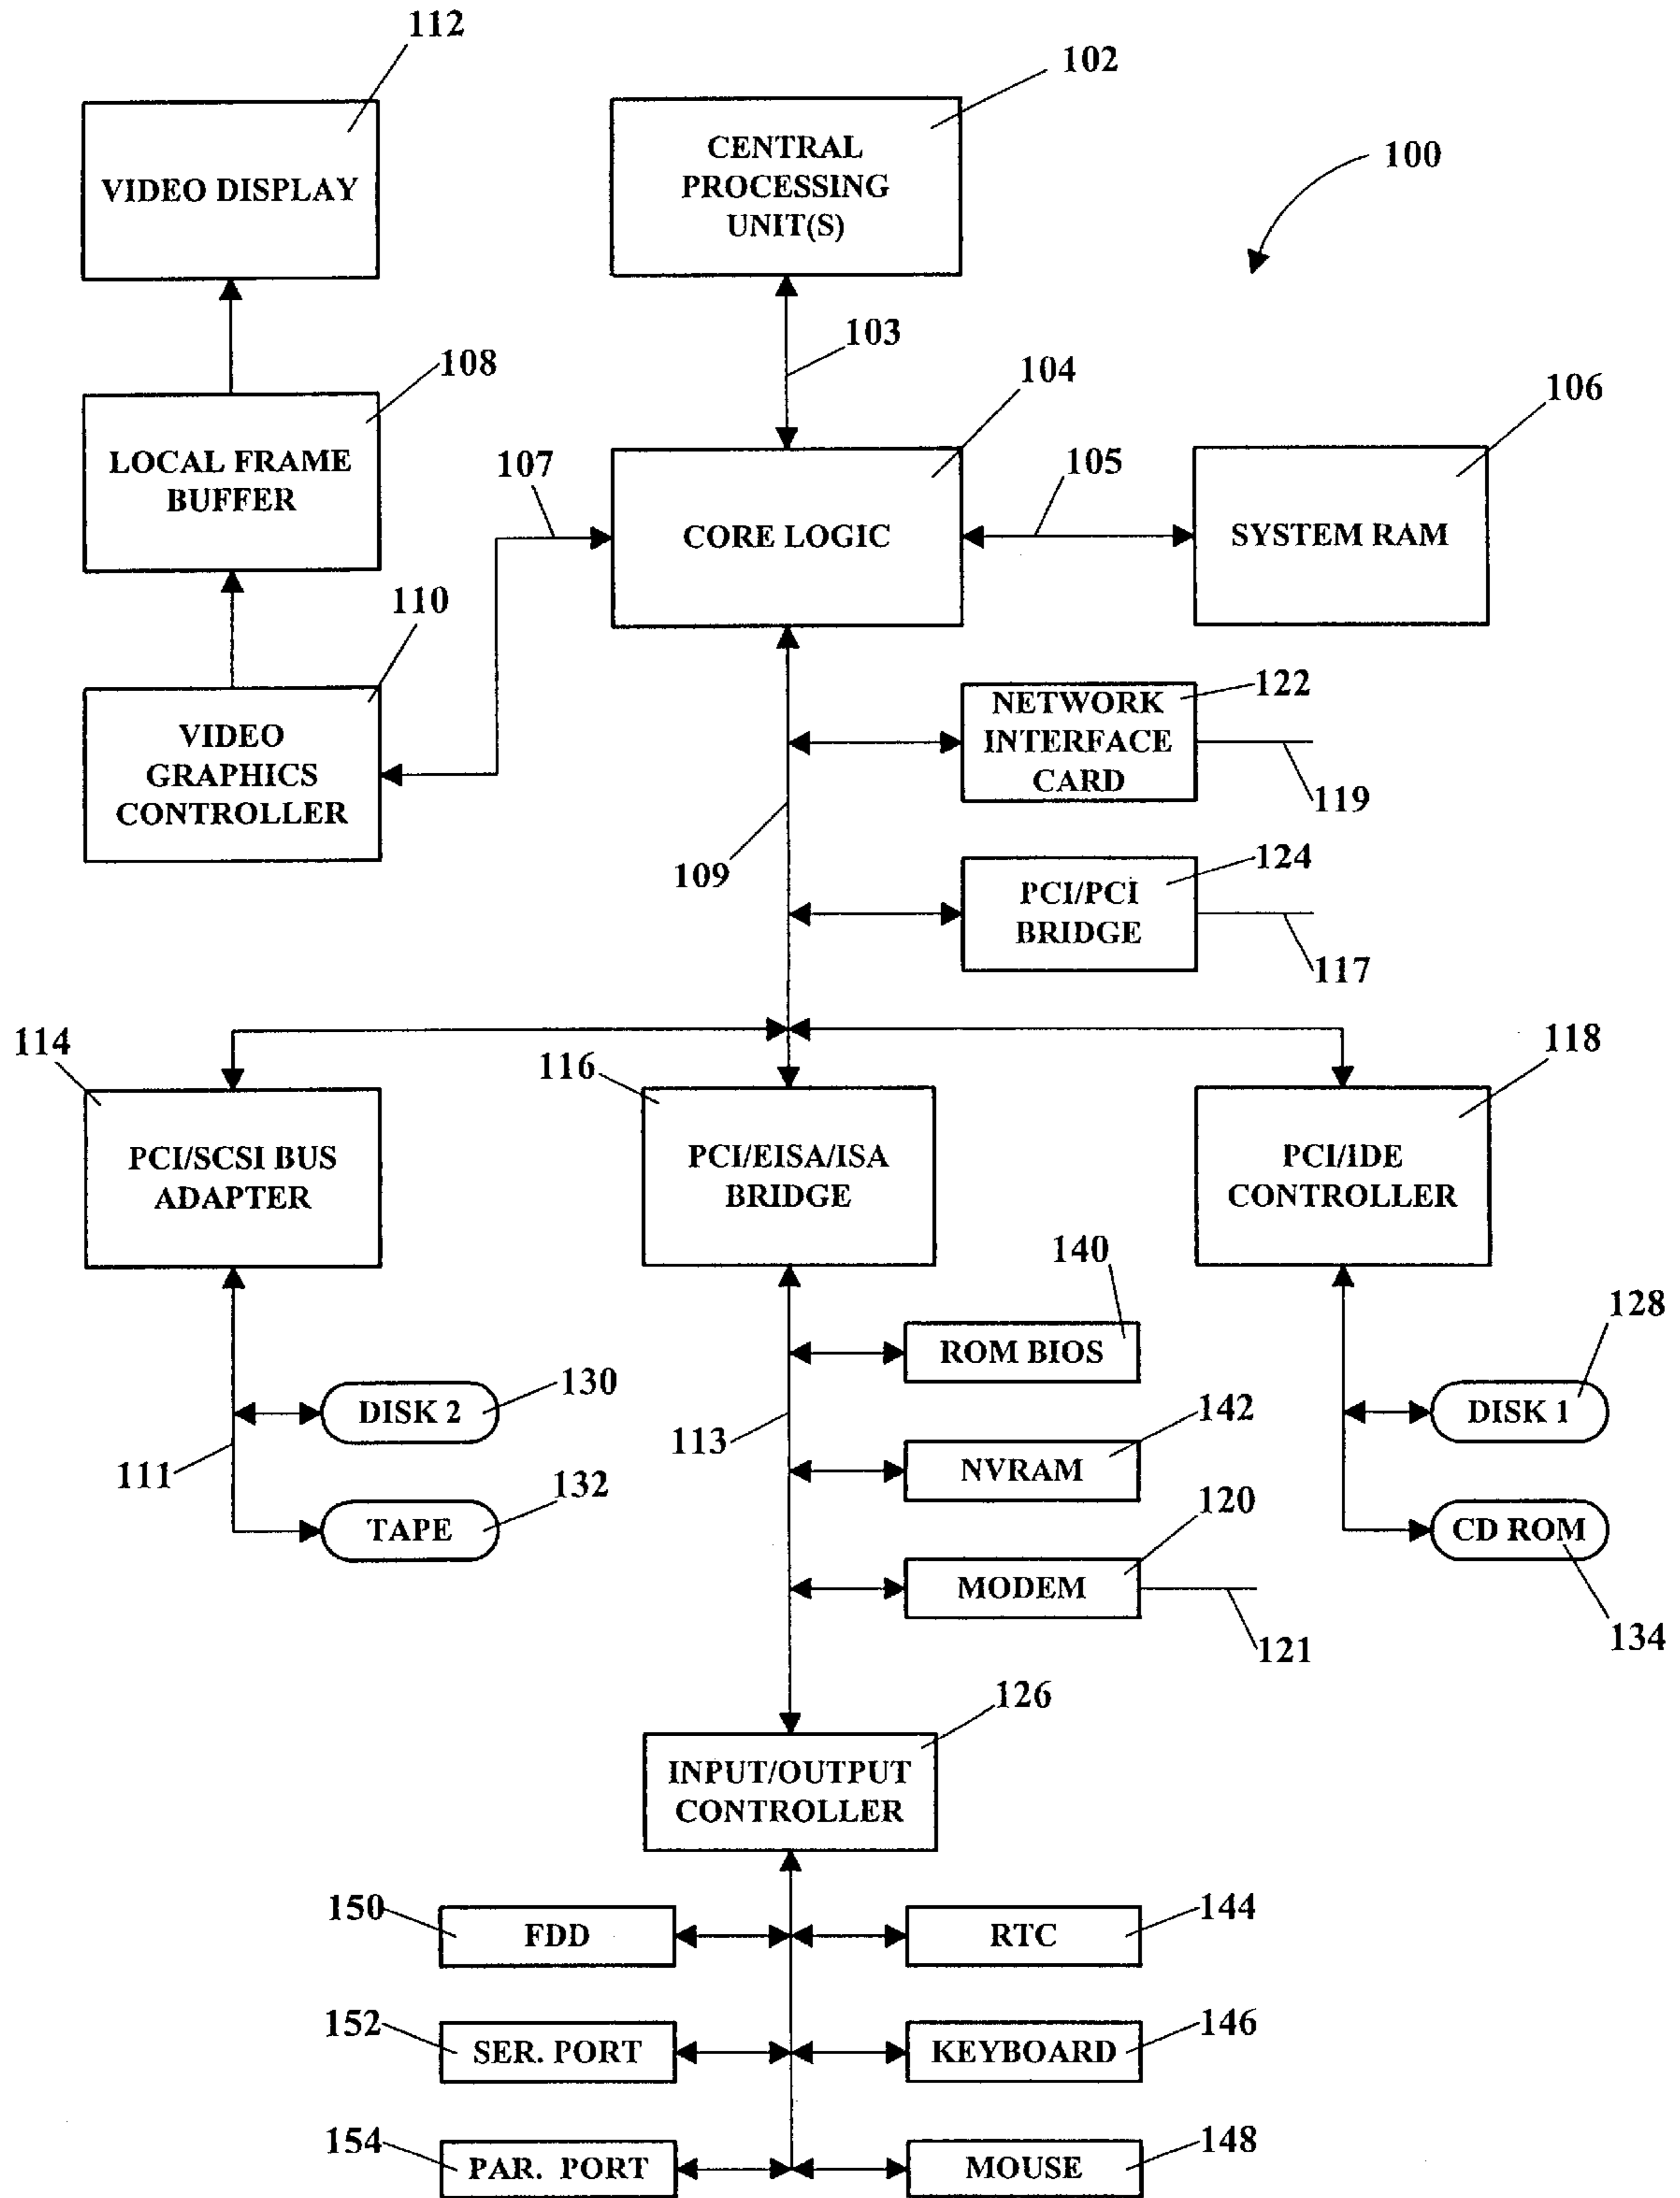 112
102
100
VIDEO DISPLAY
CENTRAL
PROCESSING
UNIT(S)
103
108
104
106
LOCAL FRAME
BUFFER
107
105
CORE LOGIC
SYSTEM RAM
110
VIDEO
GRAPHICS
CONTROLLER
122
NETWORK
INTERFACE
CARD
119
109
124
PCI/PCI
BRIDGE
117
114
116
118
PCI/SCSI BUS
ADAPTER
PCI/EISA/ISA
BRIDGE
PCI/IDE
CONTROLLER
140
128
ROM BIOS
130
DISK 2
DISK 1
142
113
111
NVRAM
132
TAPE
120
CD ROM
MODEM
134
121
126
INPUT/OUTPUT
CONTROLLER
150
FDD
RTC
144
152
SER. PORT
KEYBOARD
146
154
PAR. PORT
MOUSE
148